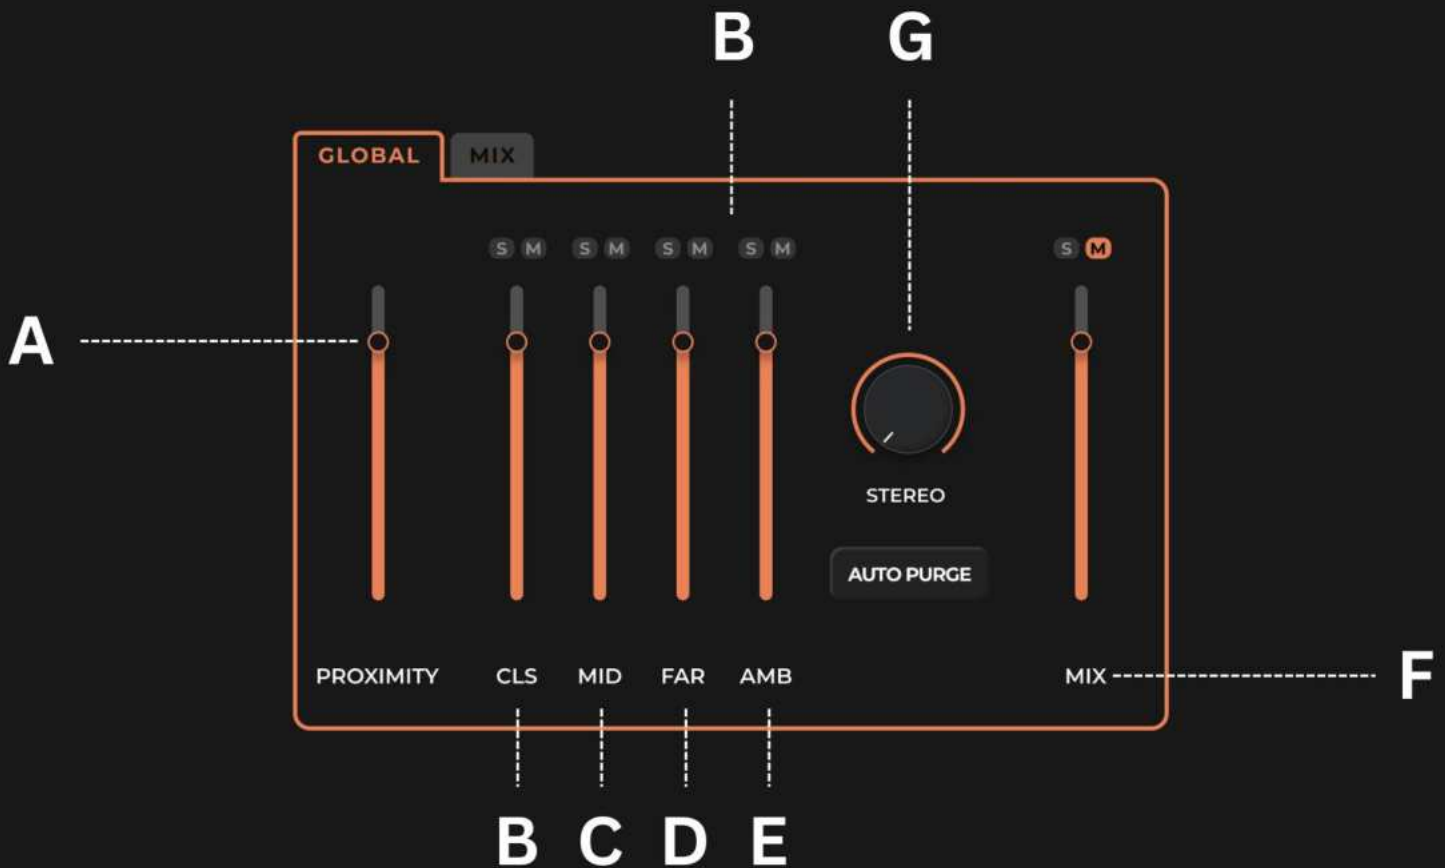 B G
GLOBAL MIX
S M S M S M S M S M
A
STEREO
AUTO PURGE
PROXIMITY CLS MID FAR AMB MIX F
B C D E